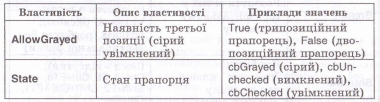 Властивість
Опис властивості
Приклади значень
AllowGrayed
Наявність третьої
позиції (сірий
увімкнений)
True (трипозиційний
прапорець), False (дво-
позиційний прапорець)
State
Стан прапорця
cbGrayed (сірий), cbUn-
checked (вимкнений),
cbChecked (увімкнений)